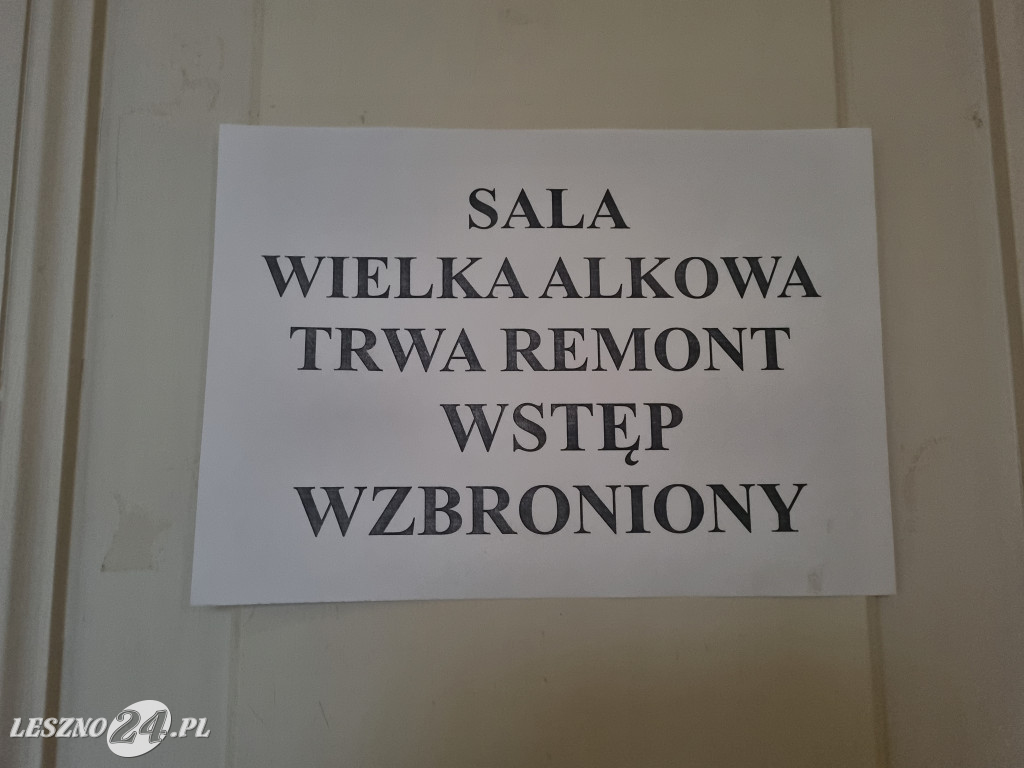 SALA
WIELKA ALKOWA
TRWA REMONT
WSTĘP
WZBRONIONY
LESZNO24.PL